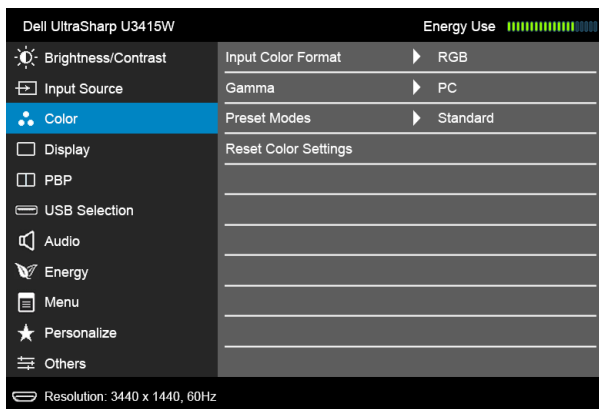 Dell UltraSharp U3415W Energy Use
Brightness/Contrast
Input Source
Color
Display
PBP
USB Selection
Audio
Energy
Menu
Personalize
Others
Input Color Format RGB
Gamma PC
Preset Modes Standard
Reset Color Settings
Resolution: 3440 x 1440, 60Hz